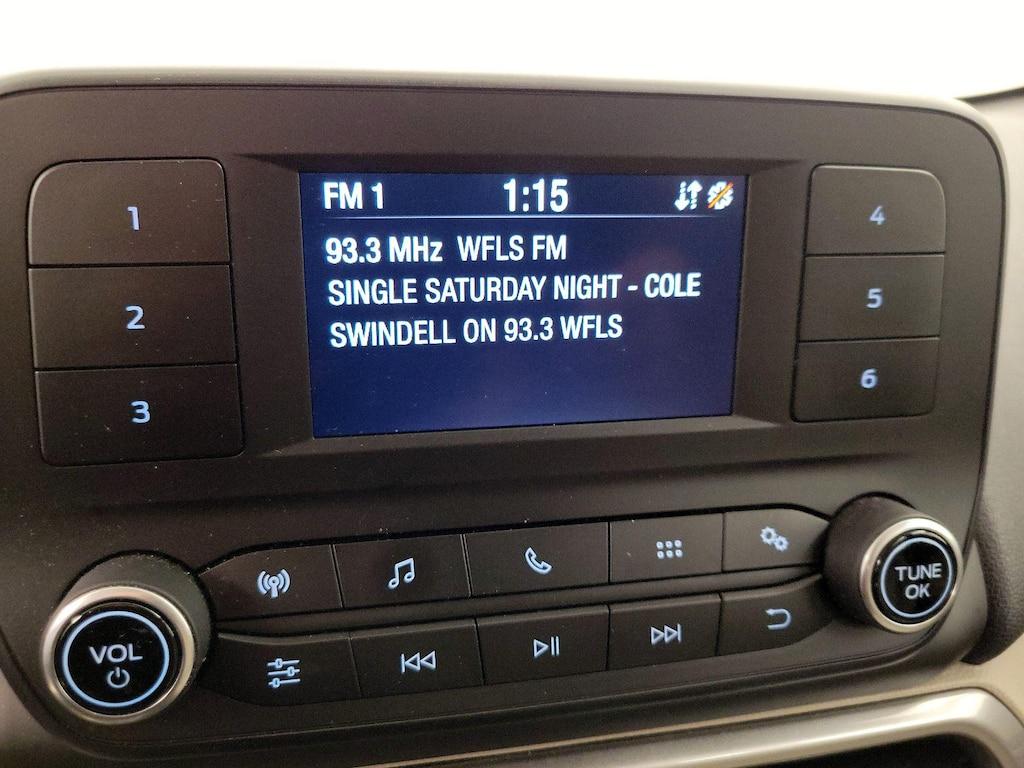 FM 1 1:15
93.3 MHz WFLS FM
SINGLE SATURDAY NIGHT - COLE
SWINDELL ON 93.3 WFLS
1
2
3
4
5
6
VOL
TUNE
OK